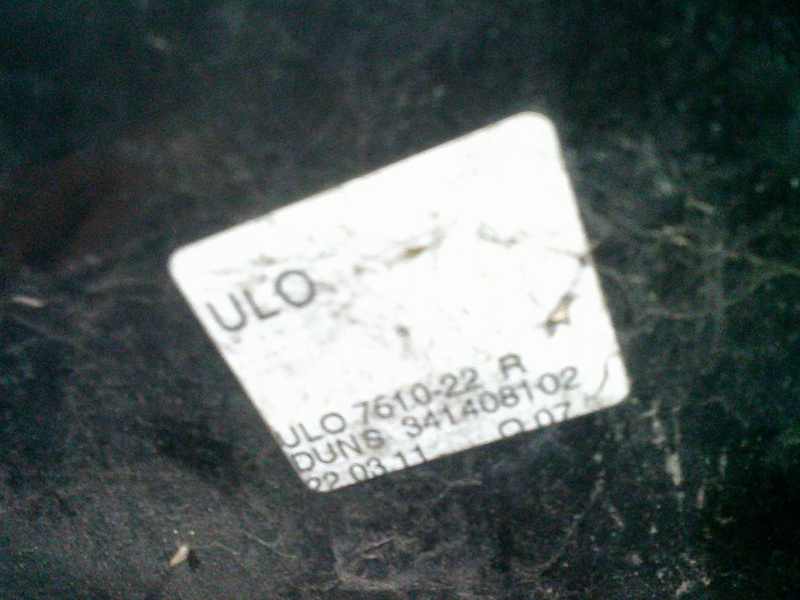 ULO
ULO 7610-22 R
DUNS 341408102
22.03.11 O 07